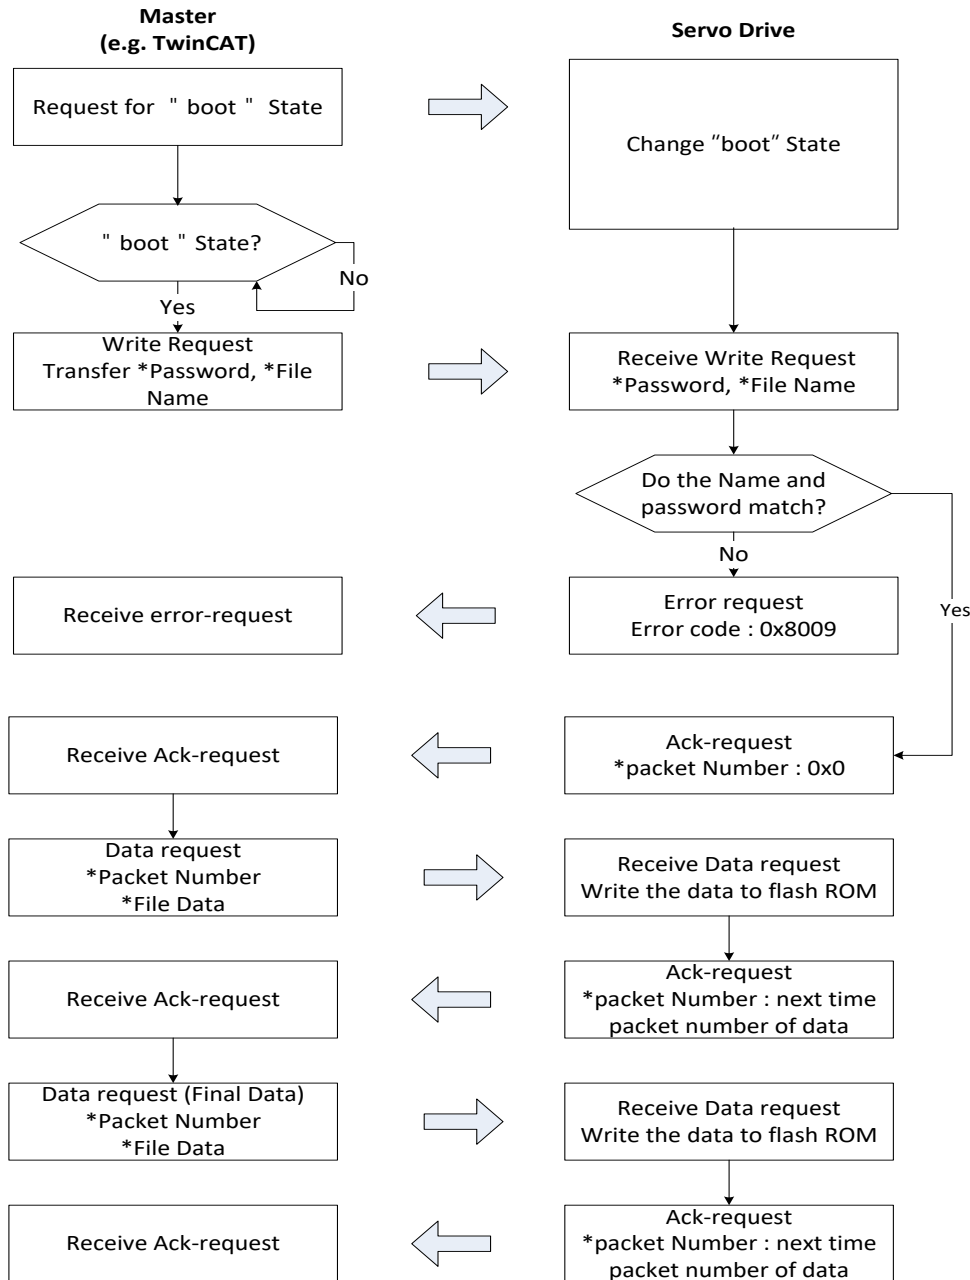 Master
(e.g. TwinCAT)
Servo Drive
Request for " boot " State
Change "boot" State
" boot " State?
No
Yes
Write Request
Transfer *Password, *File
Name
Receive Write Request
*Password, *File Name
Do the Name and
password match?
No
Yes
Receive error-request
Error request
Error code : 0x8009
Receive Ack-request
Ack-request
*packet Number : 0x0
Data request
*Packet Number
*File Data
Receive Data request
Write the data to flash ROM
Receive Ack-request
Ack-request
*packet Number : next time
packet number of data
Data request (Final Data)
*Packet Number
*File Data
Receive Data request
Write the data to flash ROM
Receive Ack-request
Ack-request
*packet Number : next time
packet number of data